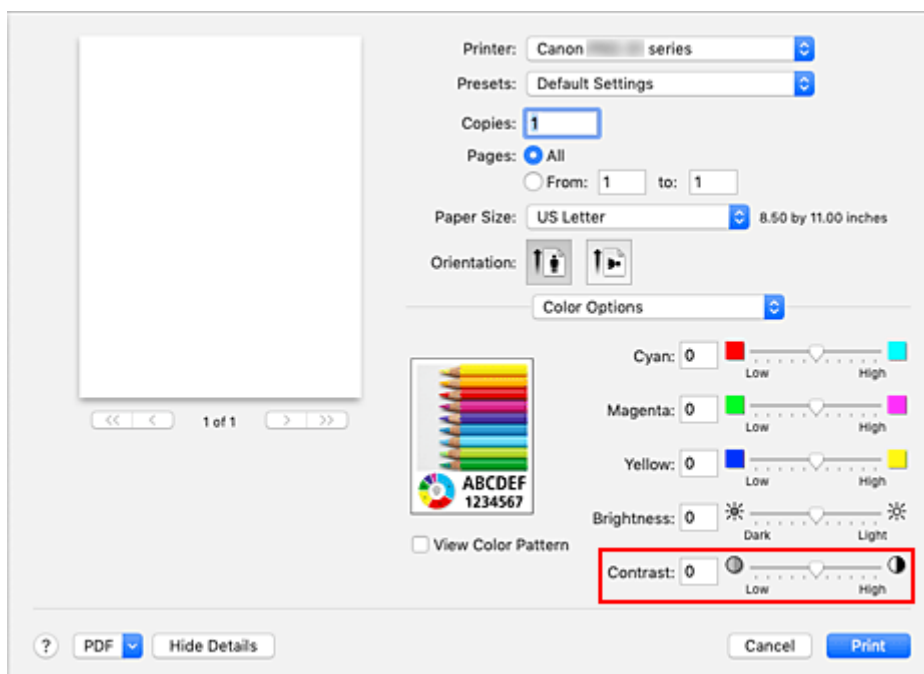 Printer: Canon series
Presets: Default Settings
Copies: 1
Pages: All
From: 1 to: 1
Paper Size: US Letter 8.50 by 11.00 inches
Orientation:
Color Options
<< < 1 of 1 > >>
Cyan: 0
Low High
Magenta: 0
Low High
Yellow: 0
Low High
ABCDEF
1234567
Brightness: 0
Dark Light
View Color Pattern
Contrast: 0
Low High
? PDF Hide Details Cancel Print